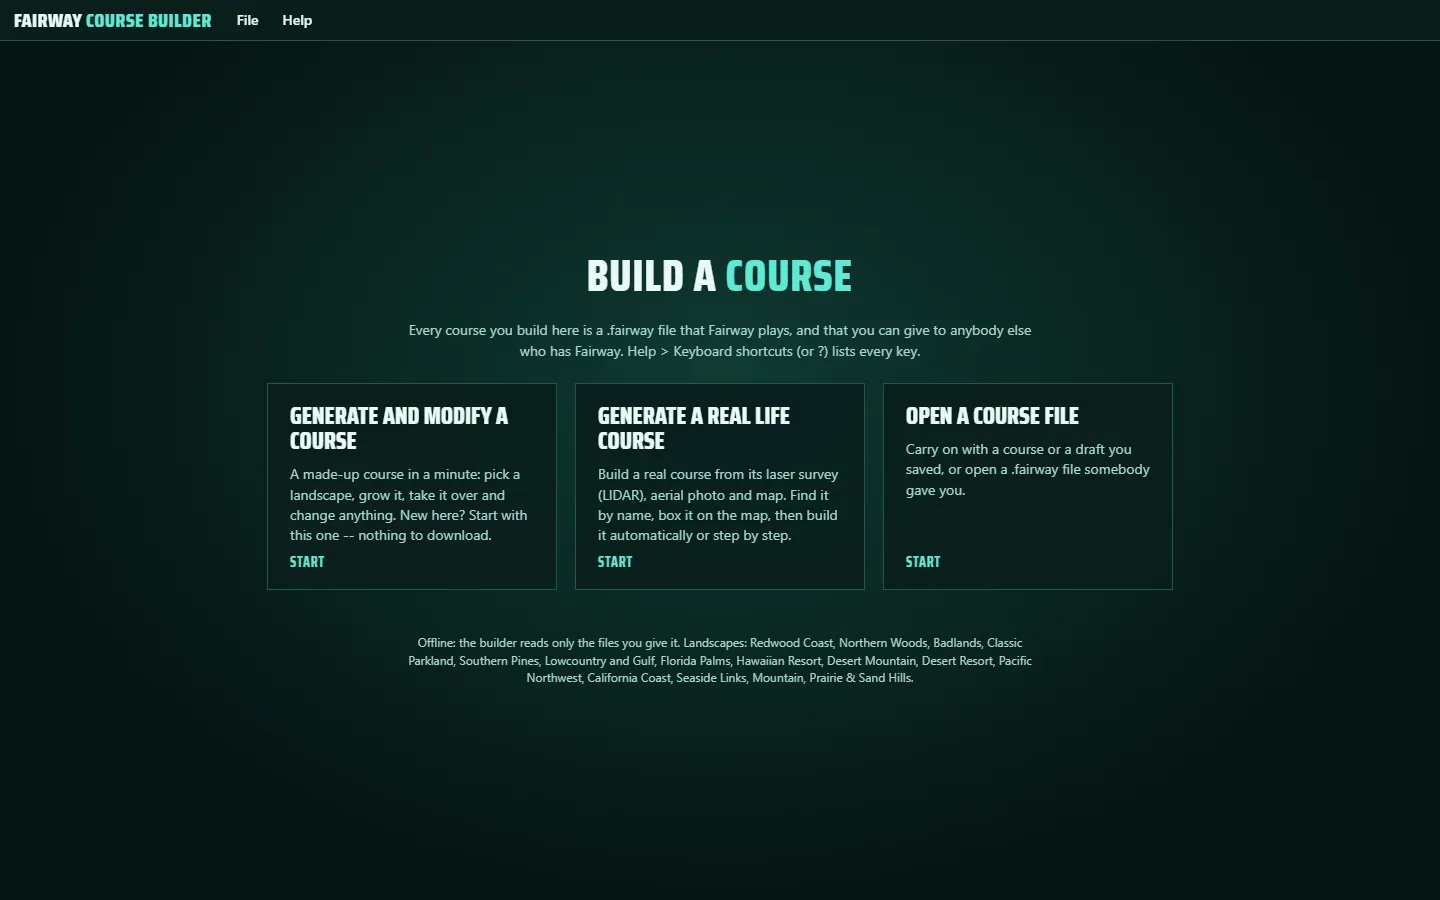 FAIRWAY COURSE BUILDER File Help
BUILD A COURSE
Every course you build here is a .fairway file that Fairway plays, and that you can give to anybody else
who has Fairway. Help > Keyboard shortcuts (or ?) lists every key.
GENERATE AND MODIFY A
COURSE
A made-up course in a minute: pick a
landscape, grow it, take it over and
change anything. New here? Start with
this one -- nothing to download.
START
GENERATE A REAL LIFE
COURSE
Build a real course from its laser survey
(LIDAR), aerial photo and map. Find it
by name, box it on the map, then build
it automatically or step by step.
START
OPEN A COURSE FILE
Carry on with a course or a draft you
saved, or open a .fairway file somebody
gave you.
START
Offline: the builder reads only the files you give it. Landscapes: Redwood Coast, Northern Woods, Badlands, Classic
Parkland, Southern Pines, Lowcountry and Gulf, Florida Palms, Hawaiian Resort, Desert Mountain, Desert Resort, Pacific
Northwest, California Coast, Seaside Links, Mountain, Prairie & Sand Hills.